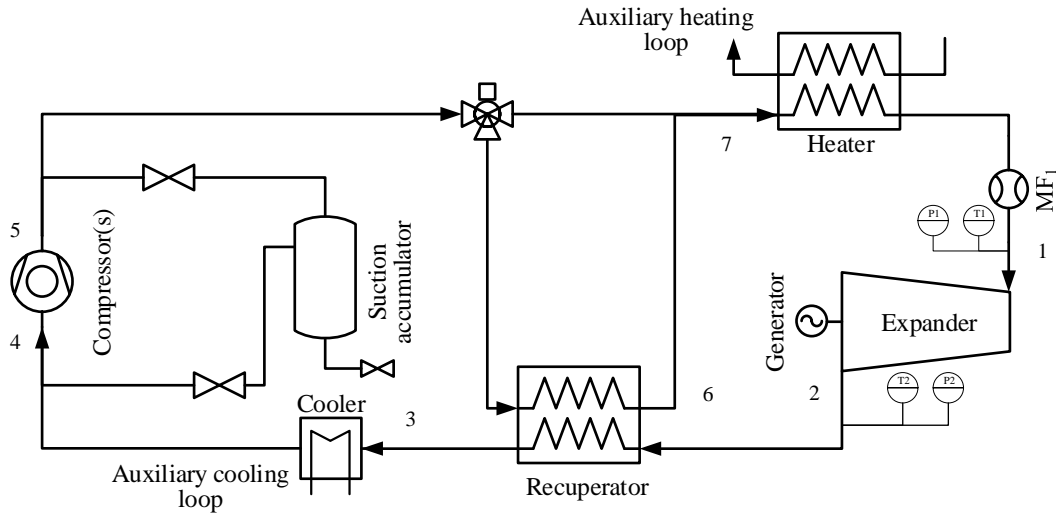 Auxiliary heating
loop
7
Heater
MF1
P1
T1
1
5
Compressor(s)
Suction
accumulator
Generator
Expander
4
T2
P2
2
Cooler
3
6
Auxiliary cooling
loop
Recuperator